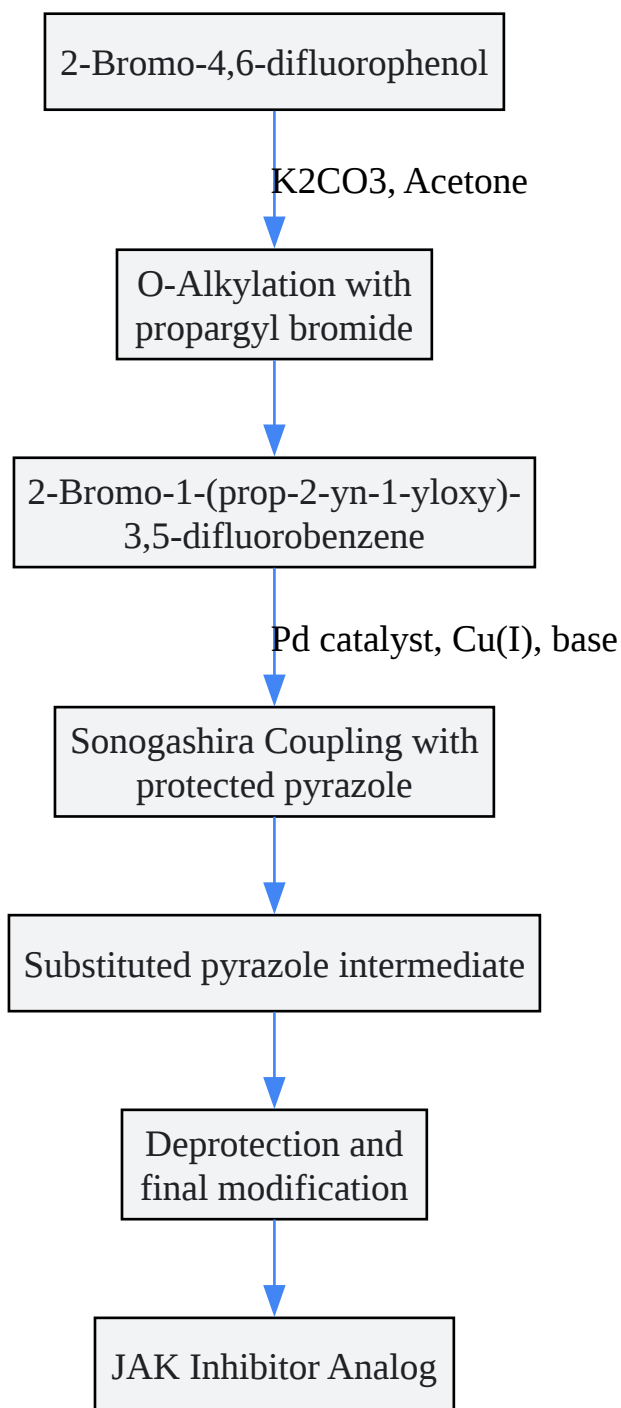 2-Bromo-4,6-difluorophenol
K2CO3, Acetone
O-Alkylation with
propargyl bromide
2-Bromo-1-(prop-2-yn-1-yloxy)-
3,5-difluorobenzene
Pd catalyst, Cu(I), base
Sonogashira Coupling with
protected pyrazole
Substituted pyrazole intermediate
Deprotection and
final modification
JAK Inhibitor Analog